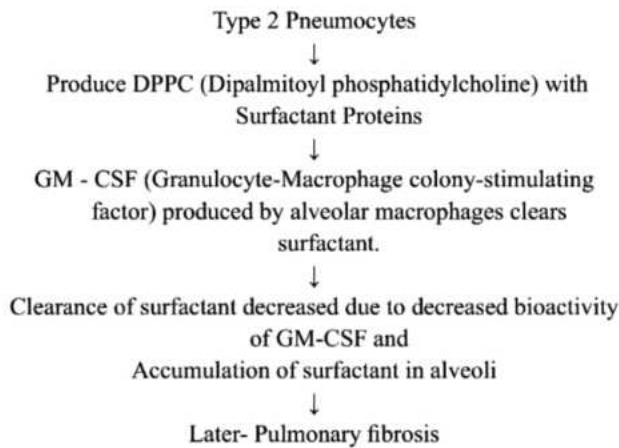 Type 2 Pneumocytes
↓
Produce DPPC (Dipalmitoyl phosphatidylcholine) with
Surfactant Proteins
↓
GM - CSF (Granulocyte-Macrophage colony-stimulating
factor) produced by alveolar macrophages clears
surfactant.
↓
Clearance of surfactant decreased due to decreased bioactivity
of GM-CSF and
Accumulation of surfactant in alveoli
↓
Later- Pulmonary fibrosis